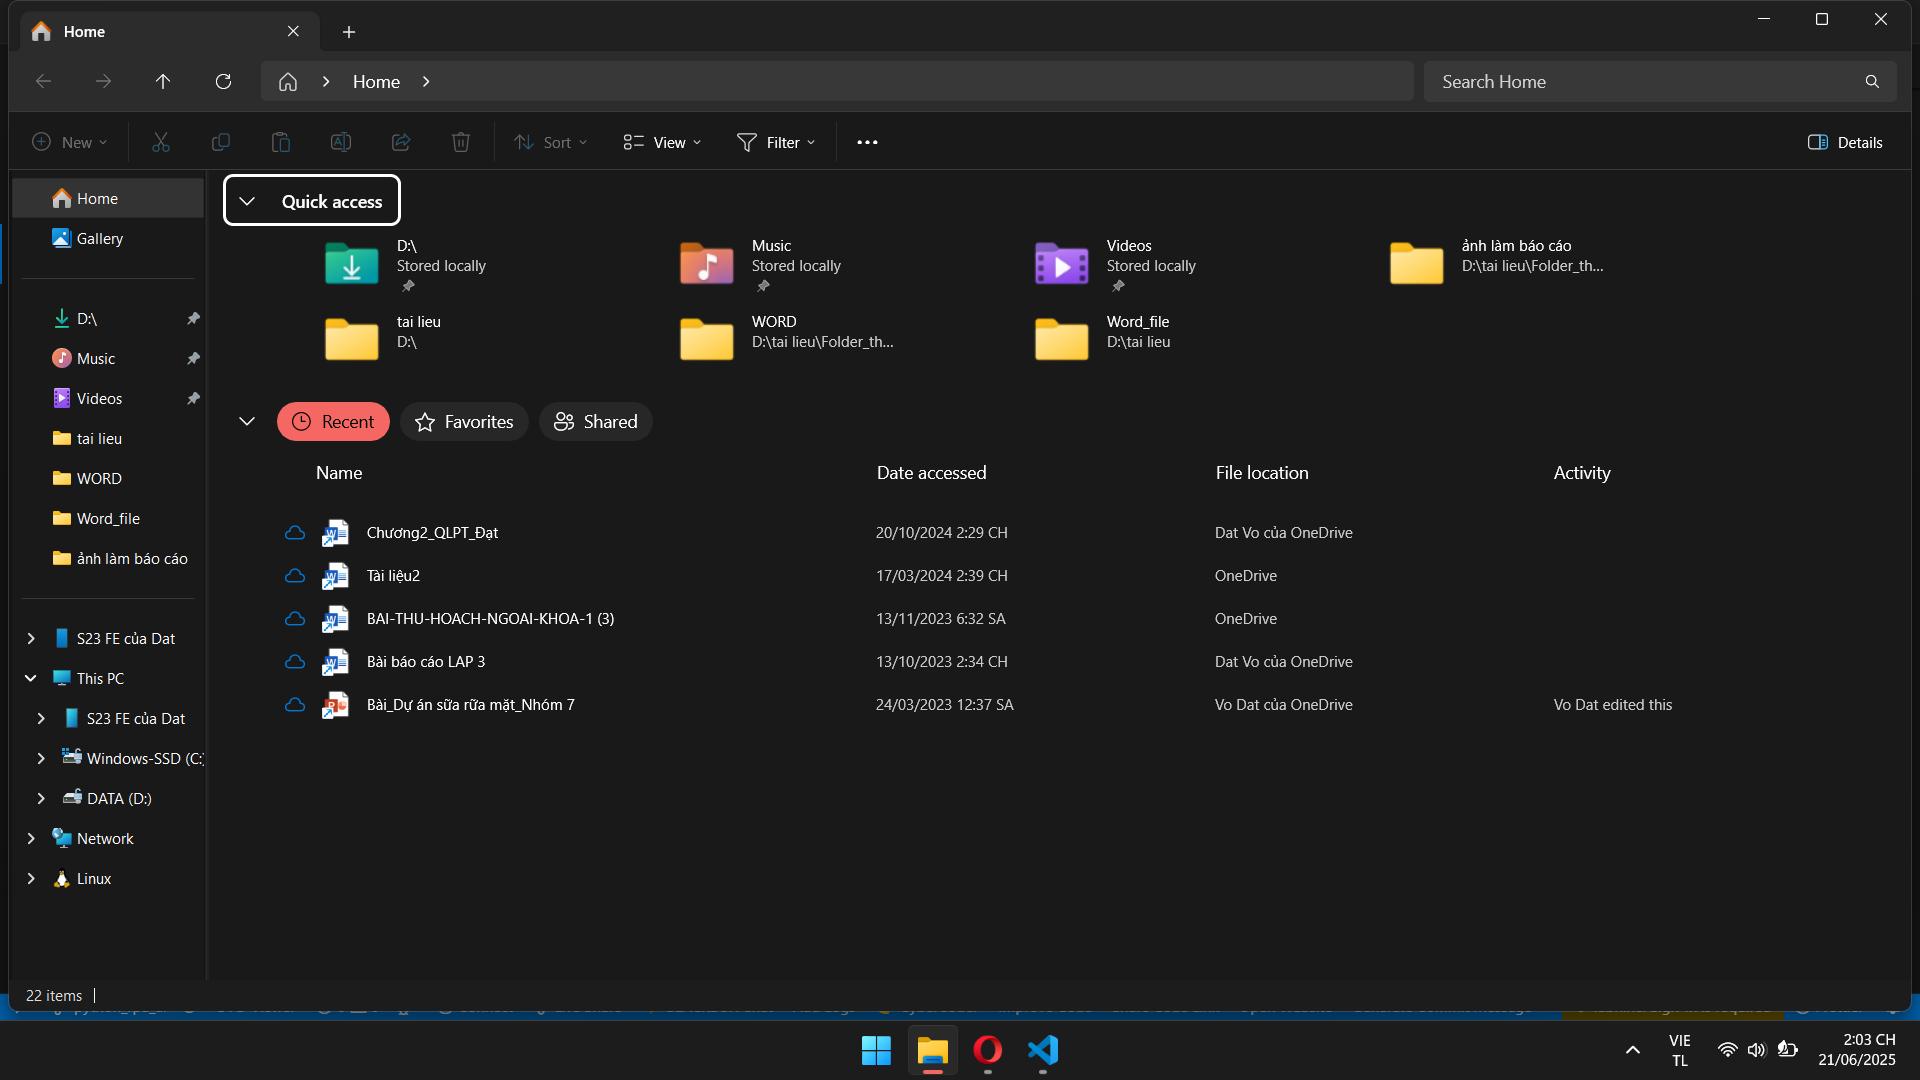 Home
Home
Search Home
New
Sort
View
Filter
Details
Home
Gallery
D:\
Music
Videos
tai lieu
WORD
Word_file
ảnh làm báo cáo
S23 FE của Dat
This PC
S23 FE của Dat
Windows-SSD (C:)
DATA (D:)
Network
Linux
Quick access
D:\
Stored locally
Music
Stored locally
Videos
Stored locally
ảnh làm báo cáo
D:\tai lieu\Folder_th...
tai lieu
D:\
WORD
D:\tai lieu\Folder_th...
Word_file
D:\tai lieu
Recent
Favorites
Shared
Name Date accessed File location Activity
Chương2_QLPT_Đạt 20/10/2024 2:29 CH Dat Vo của OneDrive
Tài liệu2 17/03/2024 2:39 CH OneDrive
BAI-THU-HOACH-NGOAI-KHOA-1 (3) 13/11/2023 6:32 SA OneDrive
Bài báo cáo LAP 3 13/10/2023 2:34 CH Dat Vo của OneDrive
Bài_Dự án sữa rữa mặt_Nhóm 7 24/03/2023 12:37 SA Vo Dat của OneDrive Vo Dat edited this
22 items
VIE
TL
2:03 CH
21/06/2025